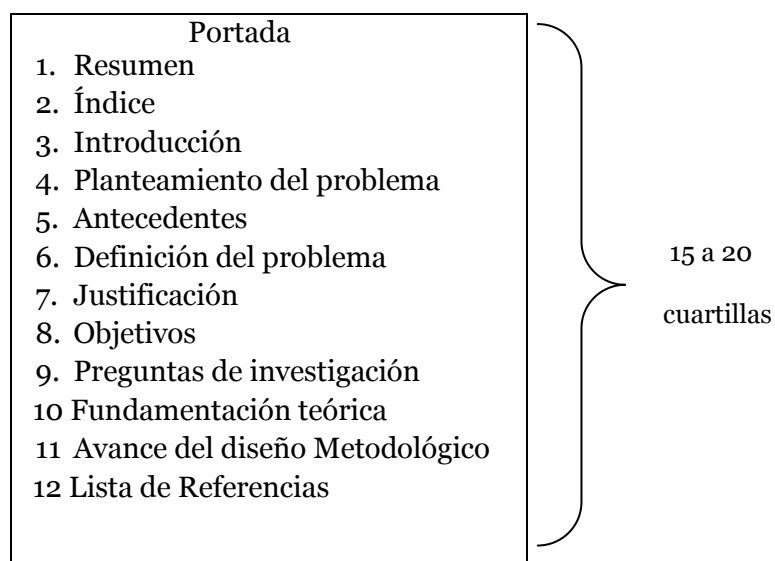 Portada
1. Resumen
2. Índice
3. Introducción
4. Planteamiento del problema
5. Antecedentes
6. Definición del problema
7. Justificación
8. Objetivos
9. Preguntas de investigación
10 Fundamentación teórica
11 Avance del diseño Metodológico
12 Lista de Referencias
15 a 20
cuartillas